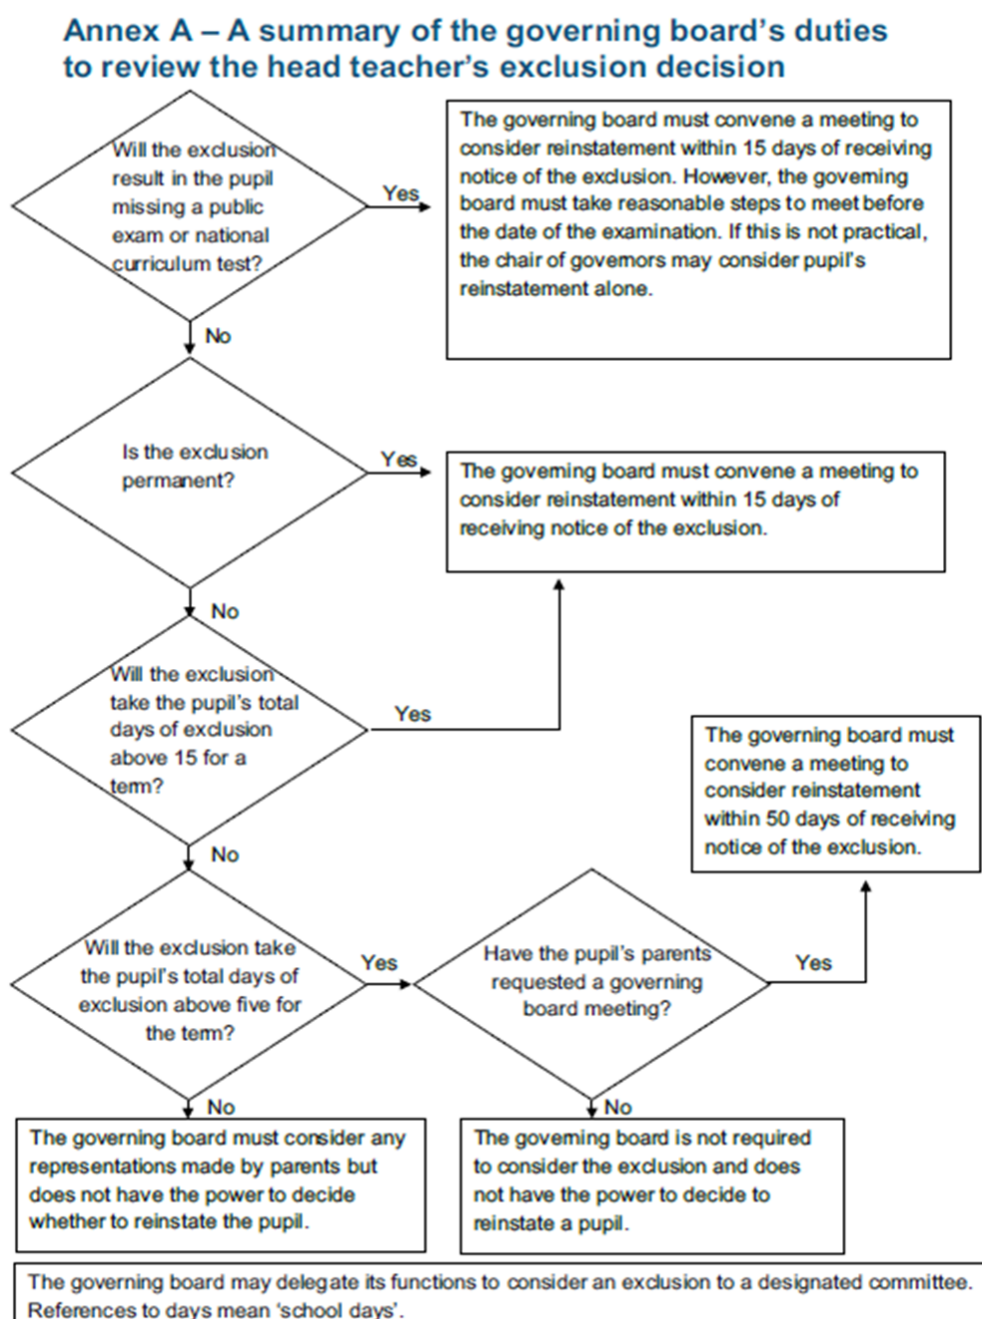 Annex A – A summary of the governing board's duties
to review the head teacher's exclusion decision
Will the exclusion
result in the pupil
missing a public
exam or national
curriculum test?
Yes
The governing board must convene a meeting to
consider reinstatement within 15 days of receiving
notice of the exclusion. However, the governing
board must take reasonable steps to meet before
the date of the examination. If this is not practical,
the chair of governors may consider pupil's
reinstatement alone.
No
Is the exclusion
permanent?
Yes
The governing board must convene a meeting to
consider reinstatement within 15 days of
receiving notice of the exclusion.
No
Will the exclusion
take the pupil's total
days of exclusion
above 15 for a
term?
Yes
The governing board must
convene a meeting to
consider reinstatement
within 50 days of receiving
notice of the exclusion.
No
Will the exclusion take
the pupil's total days of
exclusion above five for
the term?
Yes
Have the pupil's parents
requested a governing
board meeting?
Yes
No
The governing board must consider any
representations made by parents but
does not have the power to decide
whether to reinstate the pupil.
No
The governing board is not required
to consider the exclusion and does
not have the power to decide to
reinstate a pupil.
The governing board may delegate its functions to consider an exclusion to a designated committee.
References to days mean 'school days'.